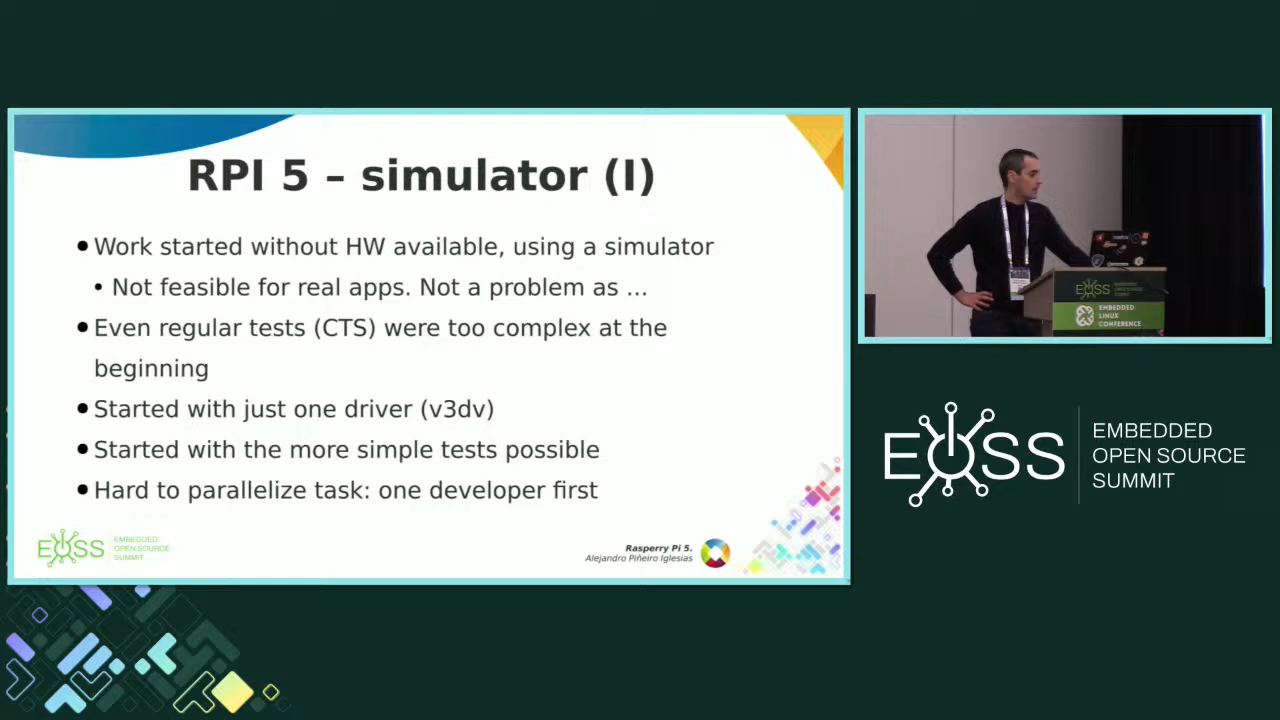 RPI 5 – simulator (I)
Work started without HW available, using a simulator
Not feasible for real apps. Not a problem as ...
Even regular tests (CTS) were too complex at the
beginning
Started with just one driver (v3dv)
Started with the more simple tests possible
Hard to parallelize task: one developer first
EOSS
EMBEDDED
OPEN SOURCE
SUMMIT
Rasperry Pi 5.
Alejandro Piñeiro Iglesias
EOSS
EMBEDDED
LINUX
CONFERENCE
EOSS
EMBEDDED
OPEN SOURCE
SUMMIT